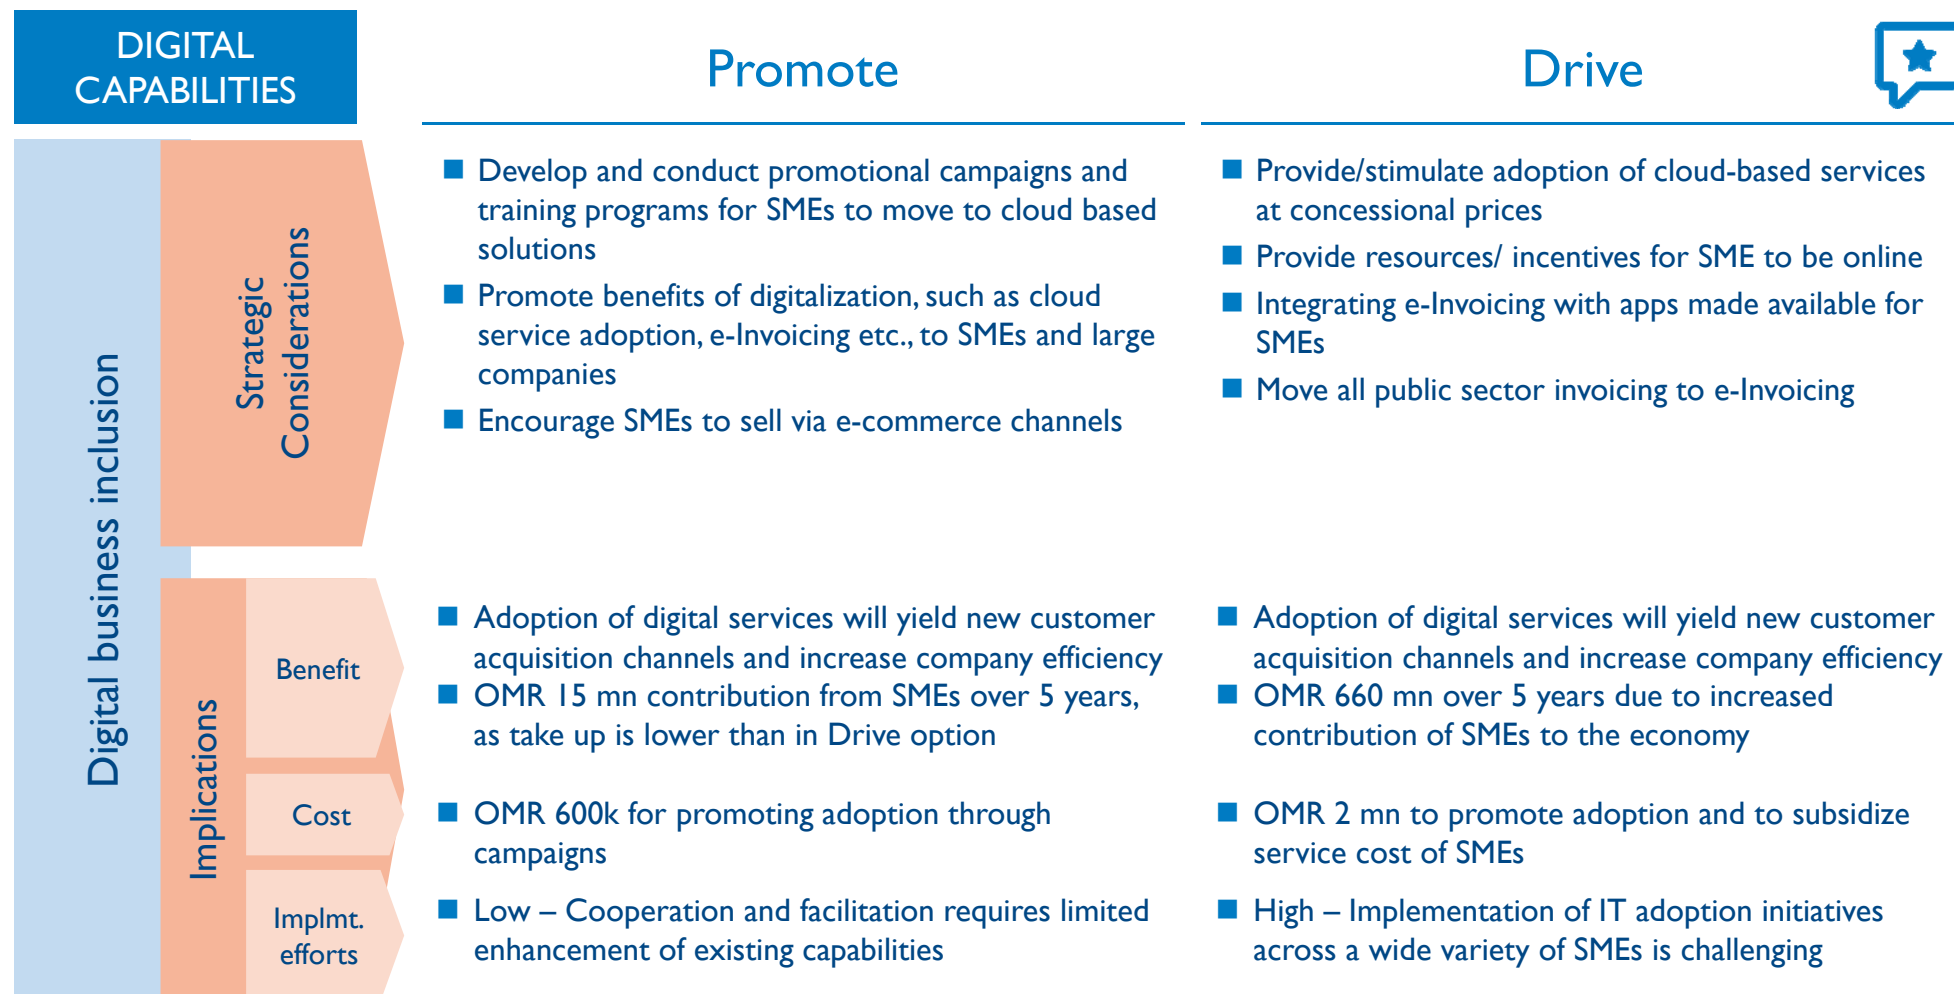 DIGITAL
CAPABILITIES
Promote
Drive
Digital business inclusion
Strategic
Considerations
Develop and conduct promotional campaigns and
training programs for SMEs to move to cloud based
solutions
Promote benefits of digitalization, such as cloud
service adoption, e-Invoicing etc., to SMEs and large
companies
Encourage SMEs to sell via e-commerce channels
Provide/stimulate adoption of cloud-based services
at concessional prices
Provide resources/ incentives for SME to be online
Integrating e-Invoicing with apps made available for
SMEs
Move all public sector invoicing to e-Invoicing
Implications
Benefit
Adoption of digital services will yield new customer
acquisition channels and increase company efficiency
OMR 15 mn contribution from SMEs over 5 years,
as take up is lower than in Drive option
Adoption of digital services will yield new customer
acquisition channels and increase company efficiency
OMR 660 mn over 5 years due to increased
contribution of SMEs to the economy
Cost
OMR 600k for promoting adoption through
campaigns
OMR 2 mn to promote adoption and to subsidize
service cost of SMEs
Implmt.
efforts
Low – Cooperation and facilitation requires limited
enhancement of existing capabilities
High – Implementation of IT adoption initiatives
across a wide variety of SMEs is challenging